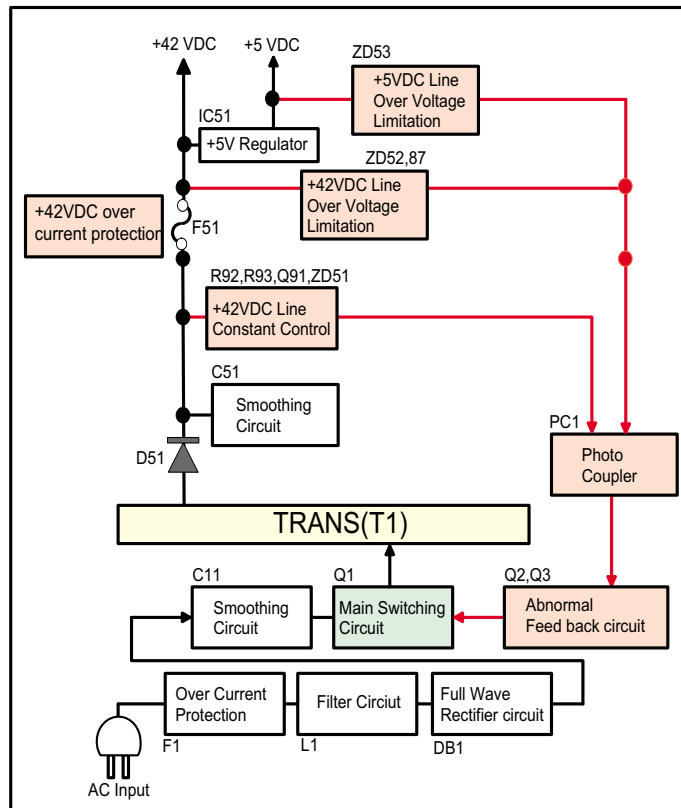 +42 VDC
+5 VDC
ZD53
+5VDC Line
Over Voltage
Limitation
IC51
+5V Regulator
ZD52,87
+42VDC Line
Over Voltage
Limitation
+42VDC over
current protection
F51
R92,R93,Q91,ZD51
+42VDC Line
Constant Control
C51
Smoothing
Circuit
D51
PC1
Photo
Coupler
TRANS(T1)
C11
Smoothing
Circuit
Q1
Main Switching
Circuit
Q2,Q3
Abnormal
Feed back circuit
Over Current
Protection
F1
Filter Circiut
L1
Full Wave
Rectifier circuit
DB1
AC Input